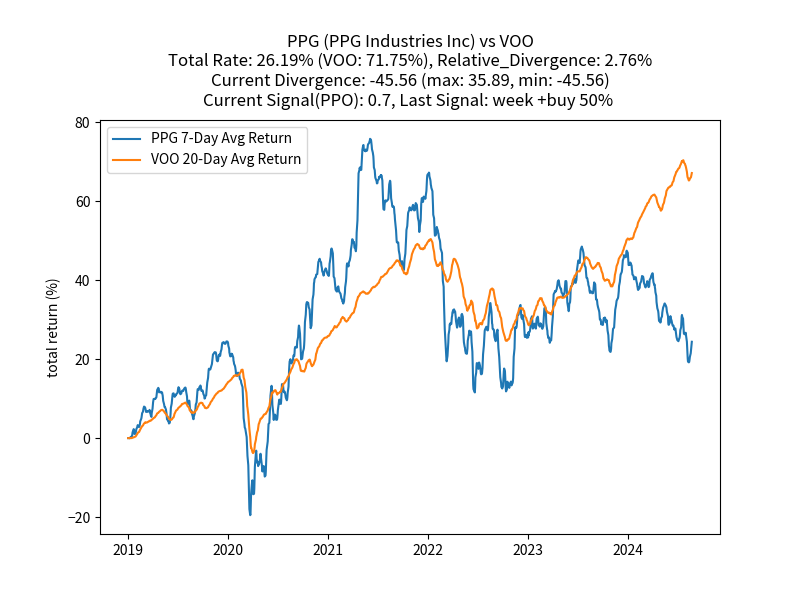 PPG (PPG Industries Inc) vs VOO
Total Rate: 26.19% (VOO: 71.75%), Relative_Divergence: 2.76%
Current Divergence: -45.56 (max: 35.89, min: -45.56)
Current Signal(PPO): 0.7, Last Signal: week +buy 50%
PPG 7-Day Avg Return
VOO 20-Day Avg Return
total return (%)
80
60
40
20
0
−20
2019 2020 2021 2022 2023 2024